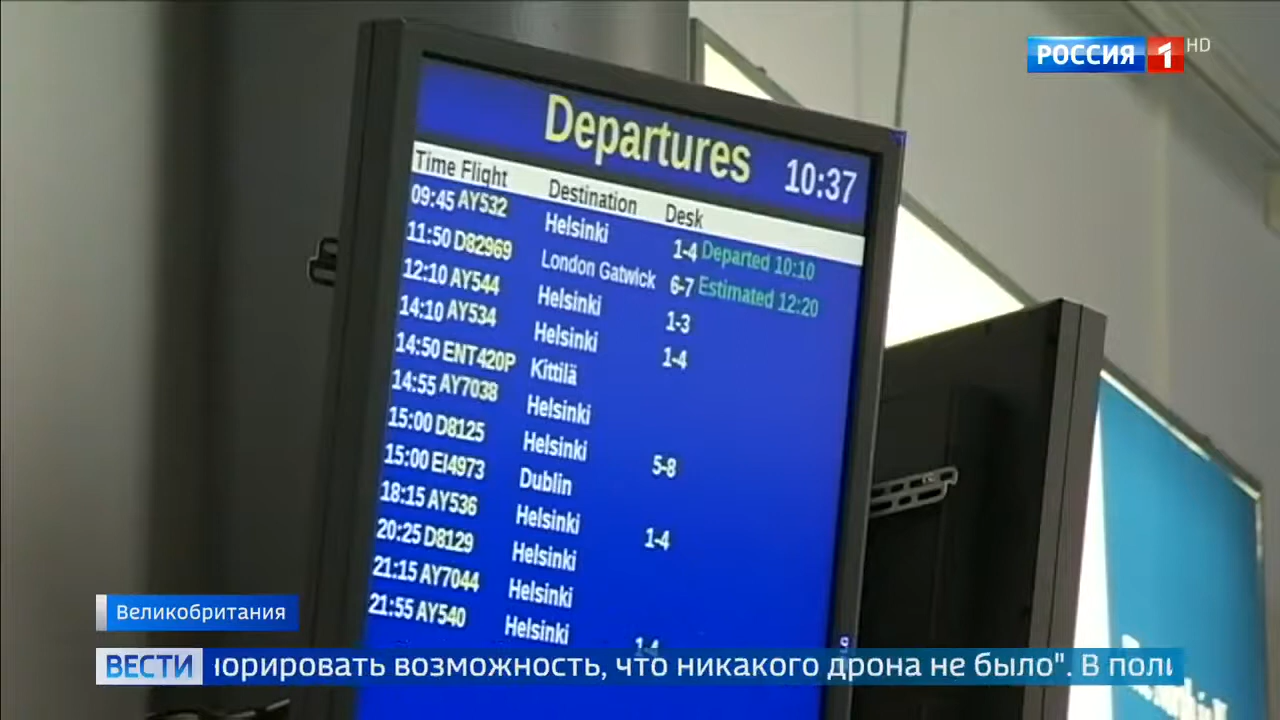 РОССИЯ 1 HD
Departures 10:37
Time Flight Destination Desk
09:45 AY532 Helsinki 1-4 Departed 10:10
11:50 D82969 London Gatwick 6-7 Estimated 12:20
12:10 AY544 Helsinki 1-3
14:10 AY534 Helsinki 1-4
14:50 ENT420P Kittilä
14:55 AY7038 Helsinki
15:00 D8125 Helsinki 5-8
15:00 EI4973 Dublin
18:15 AY536 Helsinki 1-4
20:25 D8129 Helsinki
21:15 AY7044 Helsinki
21:55 AY540 Helsinki 1-4
Великобритания
ВЕСТИ норировать возможность, что никакого дрона не было". В поли